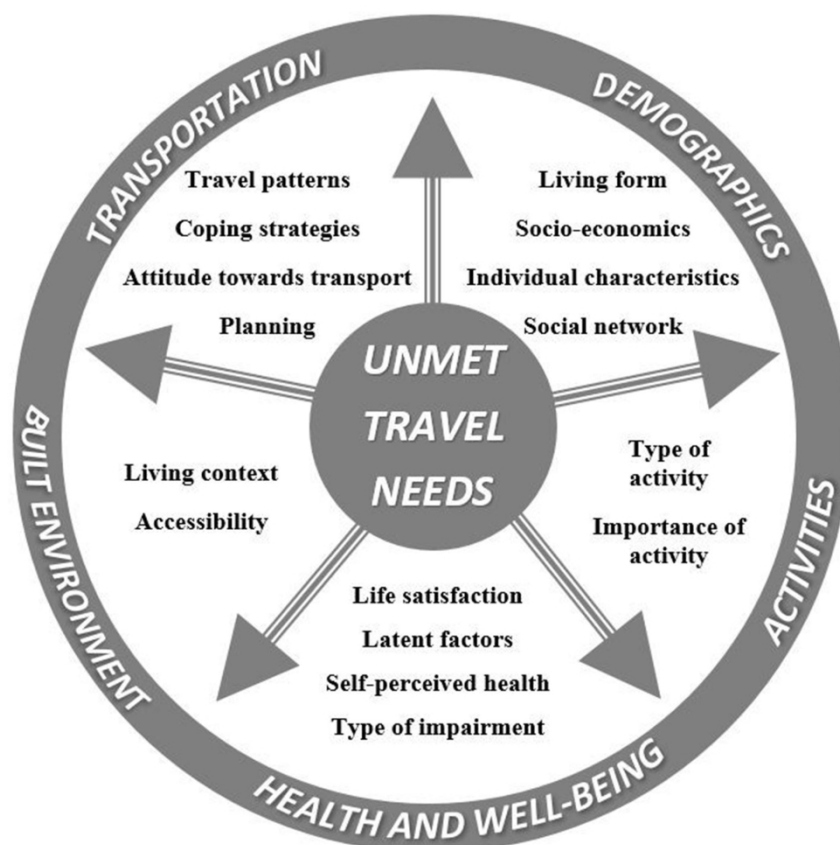 TRANSPORTATION
Travel patterns
Coping strategies
Attitude towards transport
Planning
DEMOGRAPHICS
Living form
Socio-economics
Individual characteristics
Social network
UNMET
TRAVEL
NEEDS
BUILT ENVIRONMENT
Living context
Accessibility
ACTIVITIES
Type of
activity
Importance of
activity
Life satisfaction
Latent factors
Self-perceived health
Type of impairment
HEALTH AND WELL-BEING